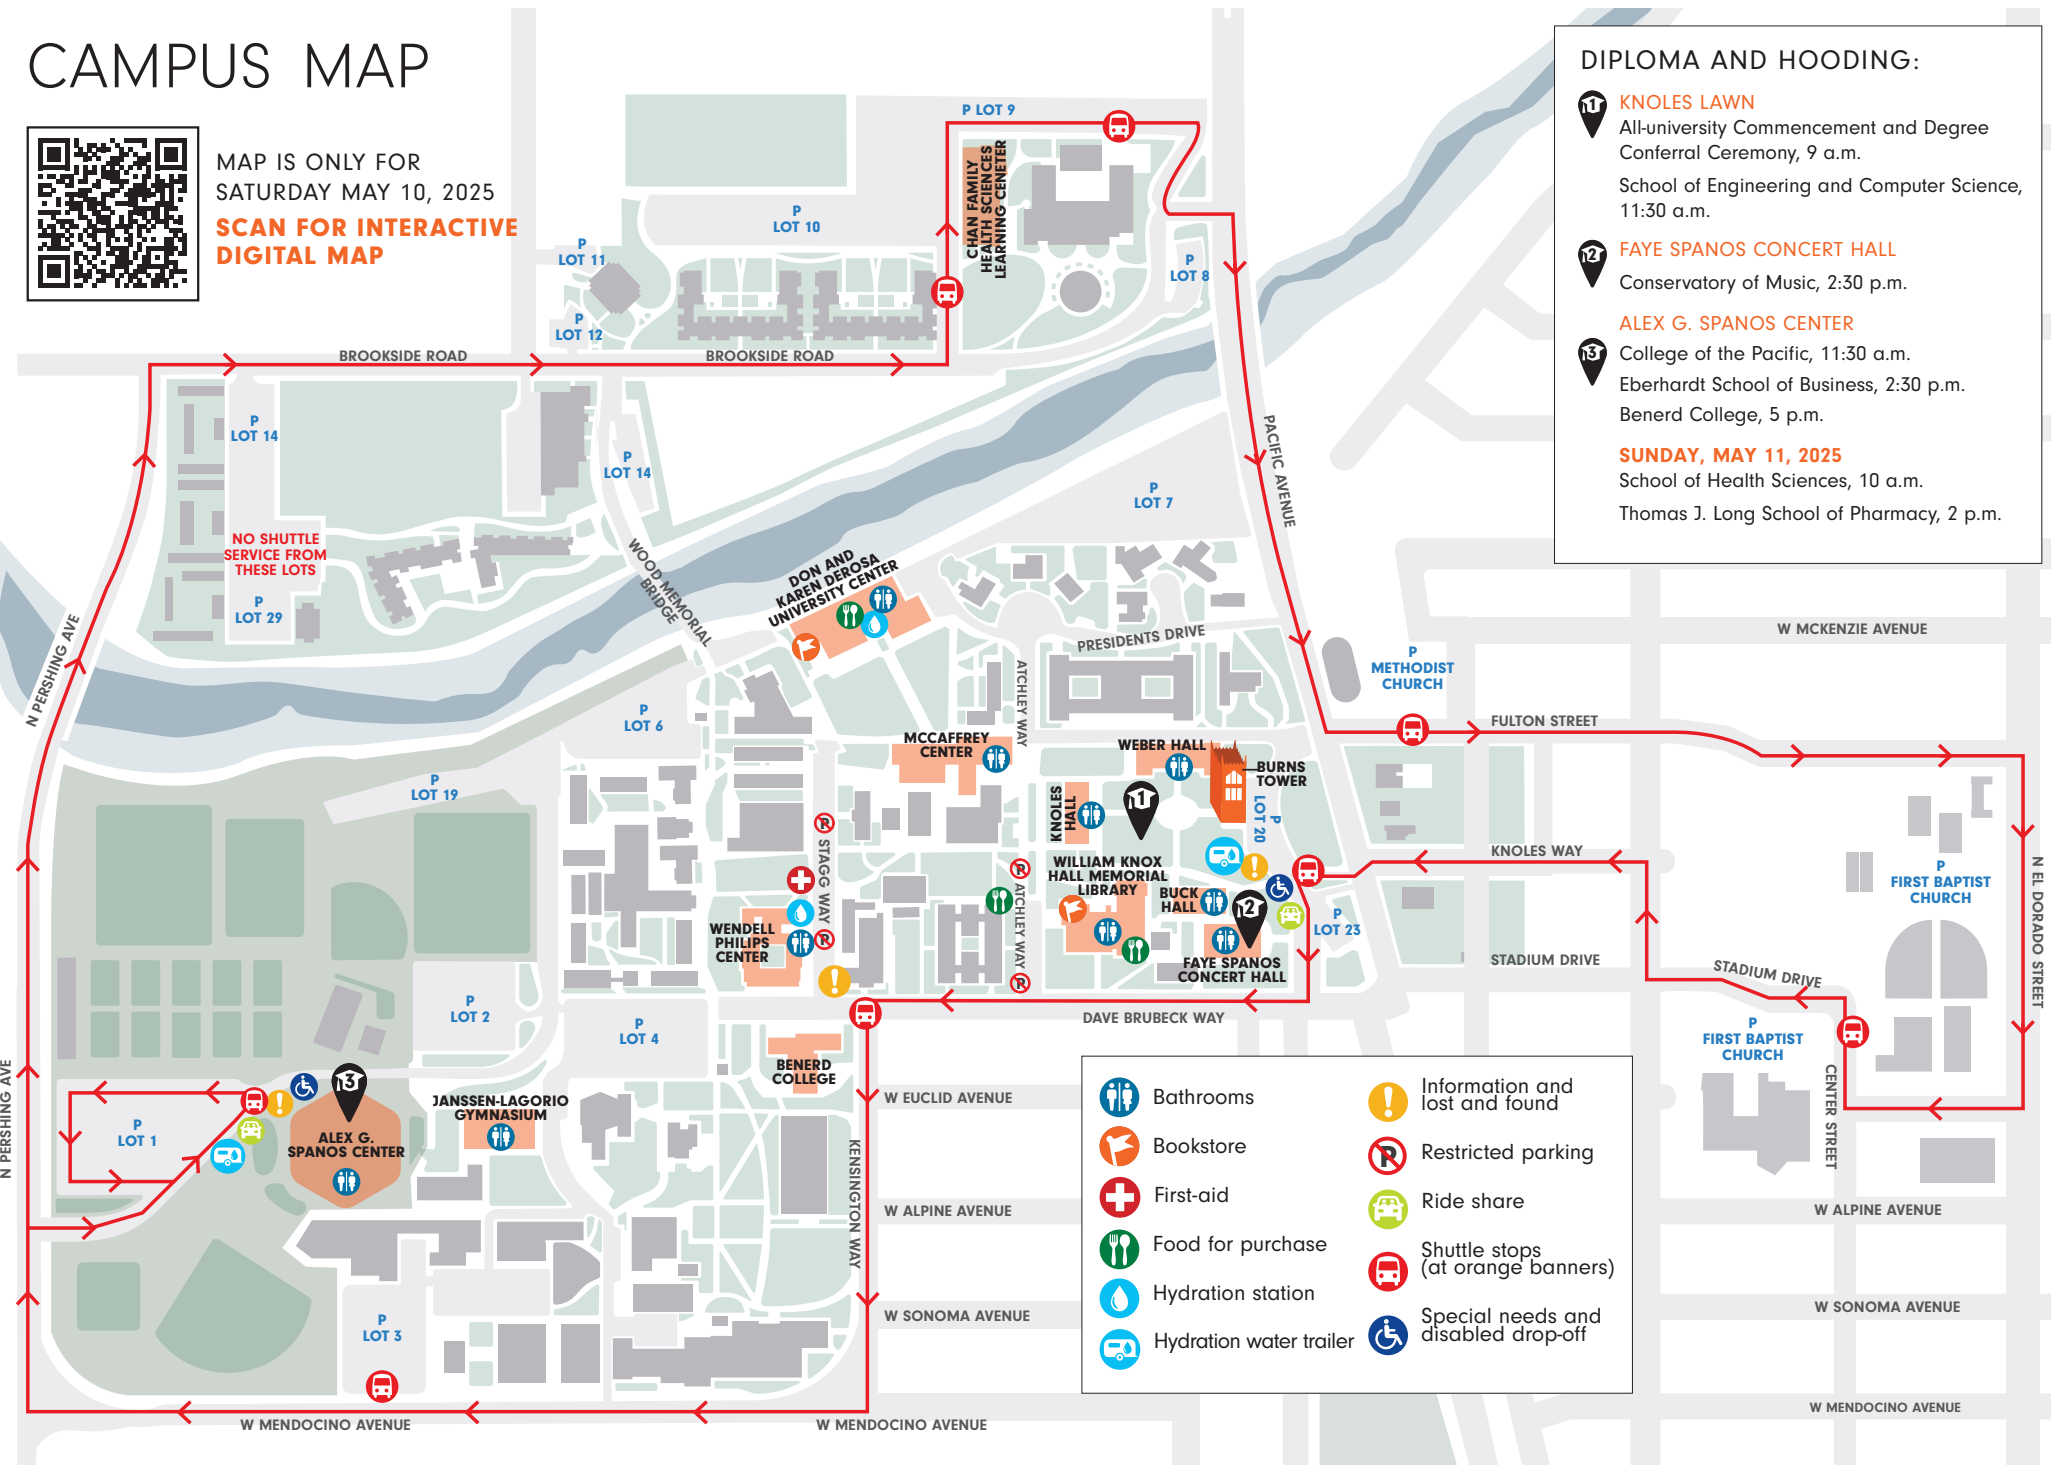 CAMPUS MAP
MAP IS ONLY FOR
SATURDAY MAY 10, 2025
SCAN FOR INTERACTIVE
DIGITAL MAP
DIPLOMA AND HOODING:
1
KNOLES LAWN
All-university Commencement and Degree
Conferral Ceremony, 9 a.m.
School of Engineering and Computer Science,
11:30 a.m.
2
FAYE SPANOS CONCERT HALL
Conservatory of Music, 2:30 p.m.
ALEX G. SPANOS CENTER
3
College of the Pacific, 11:30 a.m.
Eberhardt School of Business, 2:30 p.m.
Benerd College, 5 p.m.
SUNDAY, MAY 11, 2025
School of Health Sciences, 10 a.m.
Thomas J. Long School of Pharmacy, 2 p.m.
P LOT 9
CHAN FAMILY
HEALTH SCIENCES
LEARNING CENETER
P
LOT 10
P
LOT 11
P
LOT 8
P
LOT 12
BROOKSIDE ROAD
BROOKSIDE ROAD
P
LOT 14
P
LOT 14
PACIFIC AVENUE
P
LOT 7
NO SHUTTLE
SERVICE FROM
THESE LOTS
P
LOT 29
WOOD MEMORIAL
BRIDGE
DON AND
KAREN DEROSA
UNIVERSITY CENTER
N PERSHING AVE
PRESIDENTS DRIVE
W MCKENZIE AVENUE
P
METHODIST
CHURCH
ATCHLEY WAY
P
LOT 6
FULTON STREET
MCCAFFREY
CENTER
WEBER HALL
BURNS
TOWER
P
LOT 19
KNOLES
HALL
1
P
LOT 20
P
STAGG WAY
P
KNOLES WAY
WILLIAM KNOX
HALL MEMORIAL
LIBRARY
P
ATCHLEY WAY
P
BUCK
HALL
2
P
LOT 23
P
FIRST BAPTIST
CHURCH
N EL DORADO STREET
WENDELL
PHILIPS
CENTER
FAYE SPANOS
CONCERT HALL
STADIUM DRIVE
STADIUM DRIVE
P
LOT 2
P
LOT 4
DAVE BRUBECK WAY
P
FIRST BAPTIST
CHURCH
BENERD
COLLEGE
CENTER STREET
N PERSHING AVE
P
LOT 1
3
ALEX G.
SPANOS CENTER
JANSSEN-LAGORIO
GYMNASIUM
W EUCLID AVENUE
KENSINGTON WAY
W ALPINE AVENUE
W ALPINE AVENUE
W SONOMA AVENUE
W SONOMA AVENUE
P
LOT 3
W MENDOCINO AVENUE
W MENDOCINO AVENUE
W MENDOCINO AVENUE
Bathrooms
Bookstore
First-aid
Food for purchase
Hydration station
Hydration water trailer
Information and
lost and found
P
Restricted parking
Ride share
Shuttle stops
(at orange banners)
Special needs and
disabled drop-off